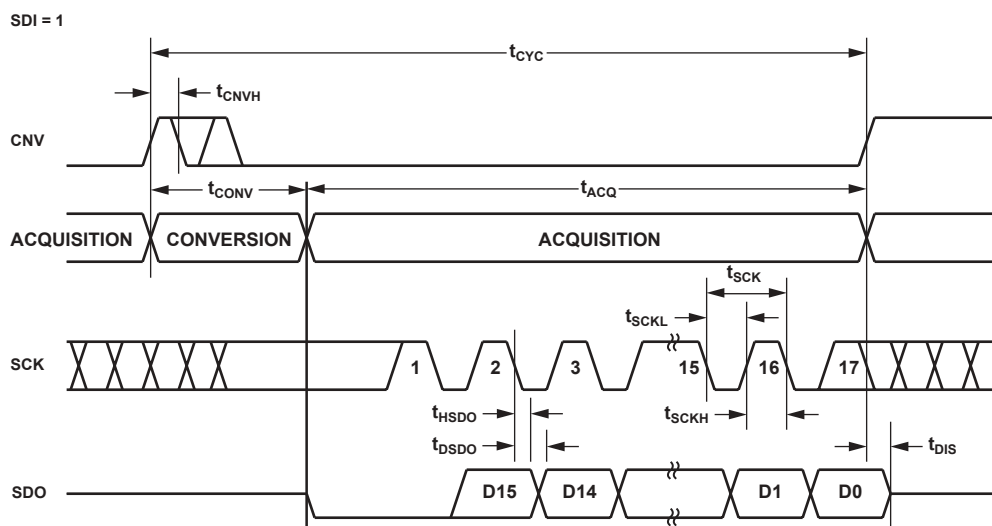 SDI = 1
tCYC
tCNVH
CNV
tCONV
tACQ
ACQUISITION CONVERSION ACQUISITION
tSCK
tSCKL
SCK 1 2 3 15 16 17
tHSDO
tSCKH
tDSDO
tDIS
SDO D15 D14 D1 D0